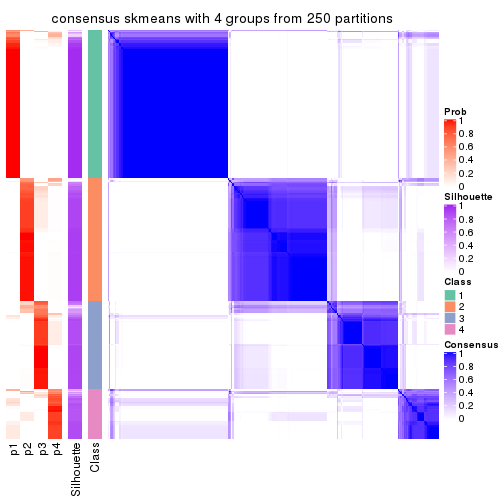 consensus skmeans with 4 groups from 250 partitions
Prob
1
0.8
0.6
0.4
0.2
0
Silhouette
1
0.8
0.6
0.4
0.2
0
Class
1
2
3
4
Consensus
1
0.8
0.6
0.4
0.2
0
p1
p2
p3
p4
Silhouette
Class